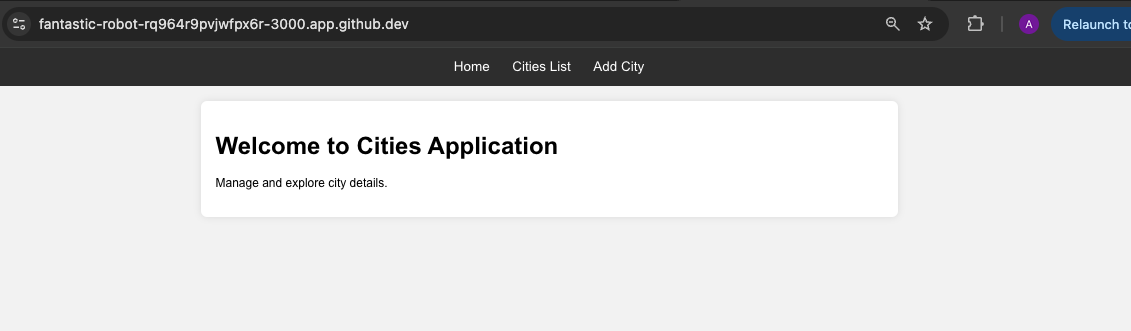 fantastic-robot-rq964r9pvjwfpx6r-3000.app.github.dev
A
Relaunch to
Home Cities List Add City
Welcome to Cities Application
Manage and explore city details.